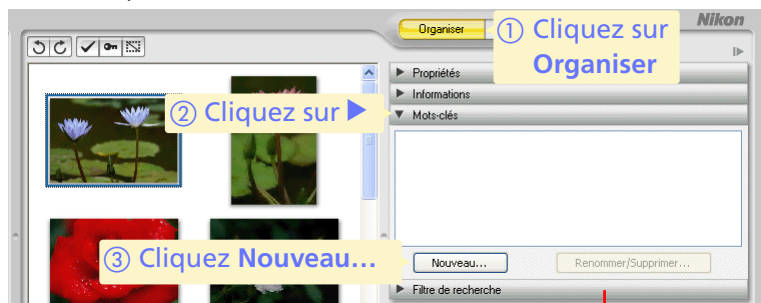 Nikon
Organiser
① Cliquez sur
Organiser
Propriétés
Informations
② Cliquez sur ▶
Mots-clés
③ Cliquez Nouveau...
Nouveau...
Renommer/Supprimer...
Filtre de recherche